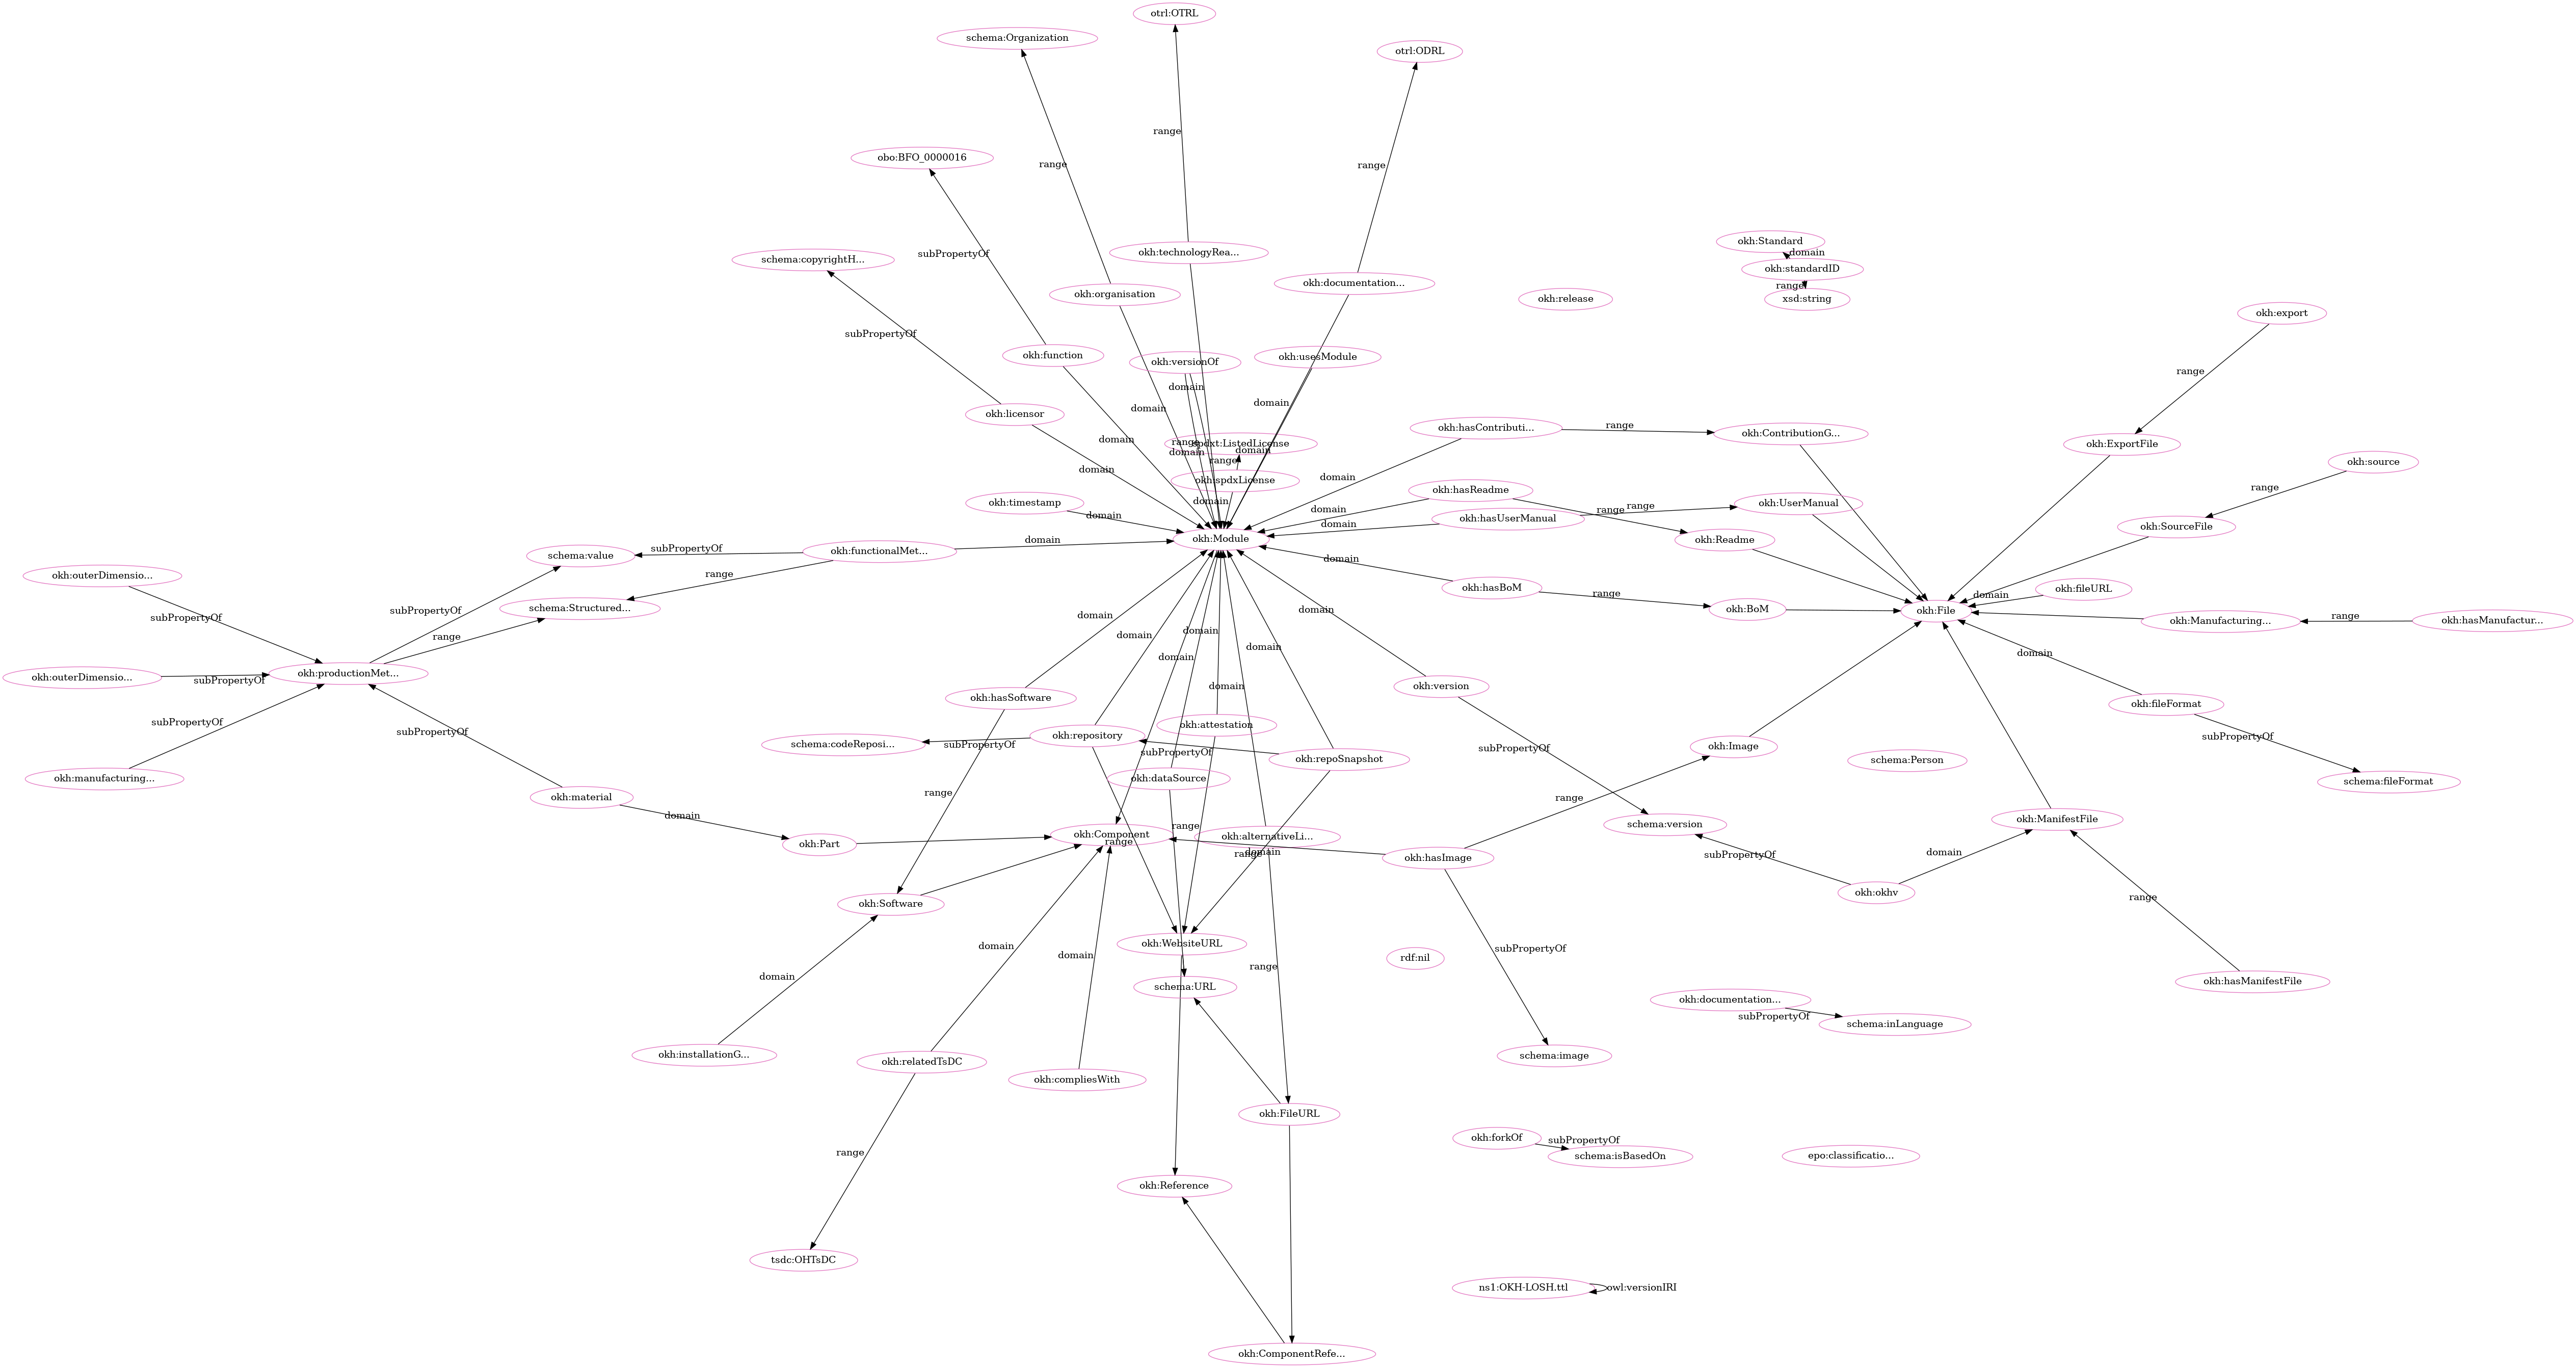 otrl:OTRL
schema:Organization
otrl:ODRL
range
range
obo:BFO_0000016
range
okh:Standard
domain
okh:technologyRea...
subPropertyOf
schema:copyrightH...
okh:standardID
okh:documentation...
range
okh:organisation
okh:release
xsd:string
okh:export
subPropertyOf
okh:function
okh:versionOf
okh:usesModule
range
domain
domain
domain
okh:licensor
okh:hasContributi...
range
okh:ContributionG...
domain
range
spdxt:ListedLicense
okh:ExportFile
domain
domain
range
okh:source
domain
domain
okh:spdxLicense
okh:hasReadme
range
okh:timestamp
domain
okh:UserManual
range
domain
domain
range
okh:hasUserManual
domain
okh:SourceFile
okh:Module
okh:Readme
domain
subPropertyOf
okh:functionalMet...
schema:value
domain
okh:outerDimensio...
range
okh:hasBoM
range
okh:fileURL
domain
schema:Structured...
subPropertyOf
subPropertyOf
domain
domain
okh:BoM
okh:File
range
okh:hasManufactur...
okh:Manufacturing...
range
domain
domain
domain
domain
domain
okh:productionMet...
okh:outerDimensio...
subPropertyOf
domain
okh:version
okh:hasSoftware
okh:fileFormat
subPropertyOf
okh:attestation
subPropertyOf
okh:repository
subPropertyOf
schema:codeReposi...
subPropertyOf
subPropertyOf
subPropertyOf
okh:Image
okh:repoSnapshot
schema:Person
okh:manufacturing...
okh:dataSource
schema:fileFormat
range
okh:material
range
domain
range
schema:version
okh:ManifestFile
okh:Part
okh:Component
range
okh:alternativeLi...
range
domain
okh:hasImage
subPropertyOf
domain
okh:okhv
range
okh:Software
domain
okh:WebsiteURL
subPropertyOf
domain
rdf:nil
range
domain
schema:URL
okh:hasManifestFile
okh:documentation...
subPropertyOf
schema:inLanguage
okh:installationG...
okh:relatedTsDC
schema:image
okh:compliesWith
okh:FileURL
okh:forkOf
subPropertyOf
schema:isBasedOn
range
epo:classificatio...
okh:Reference
tsdc:OHTsDC
ns1:OKH-LOSH.ttl
owl:versionIRI
okh:ComponentRefe...